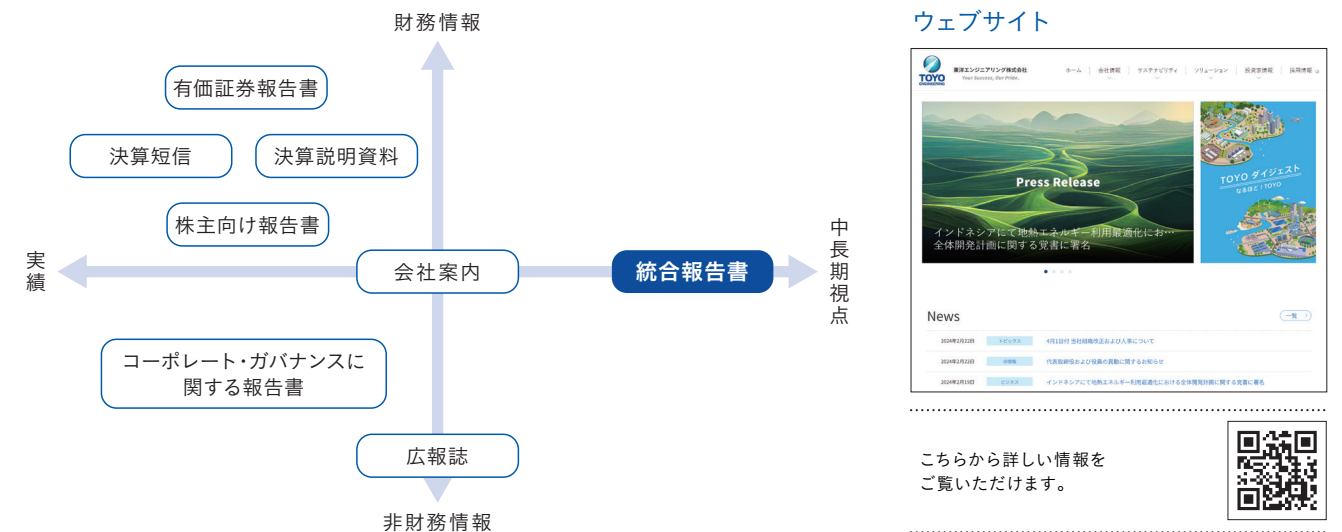 財務情報
有価証券報告書
決算短信
決算説明資料
株主向け報告書
実績
会社案内
統合報告書
中長期視点
コーポレート・ガバナンスに
関する報告書
広報誌
非財務情報
ウェブサイト
TOYO
ENGINEERING
東洋エンジニアリング株式会社
Your Success, Our Pride.
ホーム 会社情報 サステナビリティ ソリューション 投資家情報 採用情報
Press Release
インドネシアにて地熱エネルギー利用最適化にお…
全体開発計画に関する覚書に署名
TOYO ダイジェスト
なるほど!TOYO
News
一覧
2024年2月22日 トピックス 4月1日付 当社組織改正および人事について
2024年2月22日 IR情報 代表取締役および役員の異動に関するお知らせ
2024年2月19日 ビジネス インドネシアにて地熱エネルギー利用最適化における全体開発計画に関する覚書に署名
こちらから詳しい情報を
ご覧いただけます。